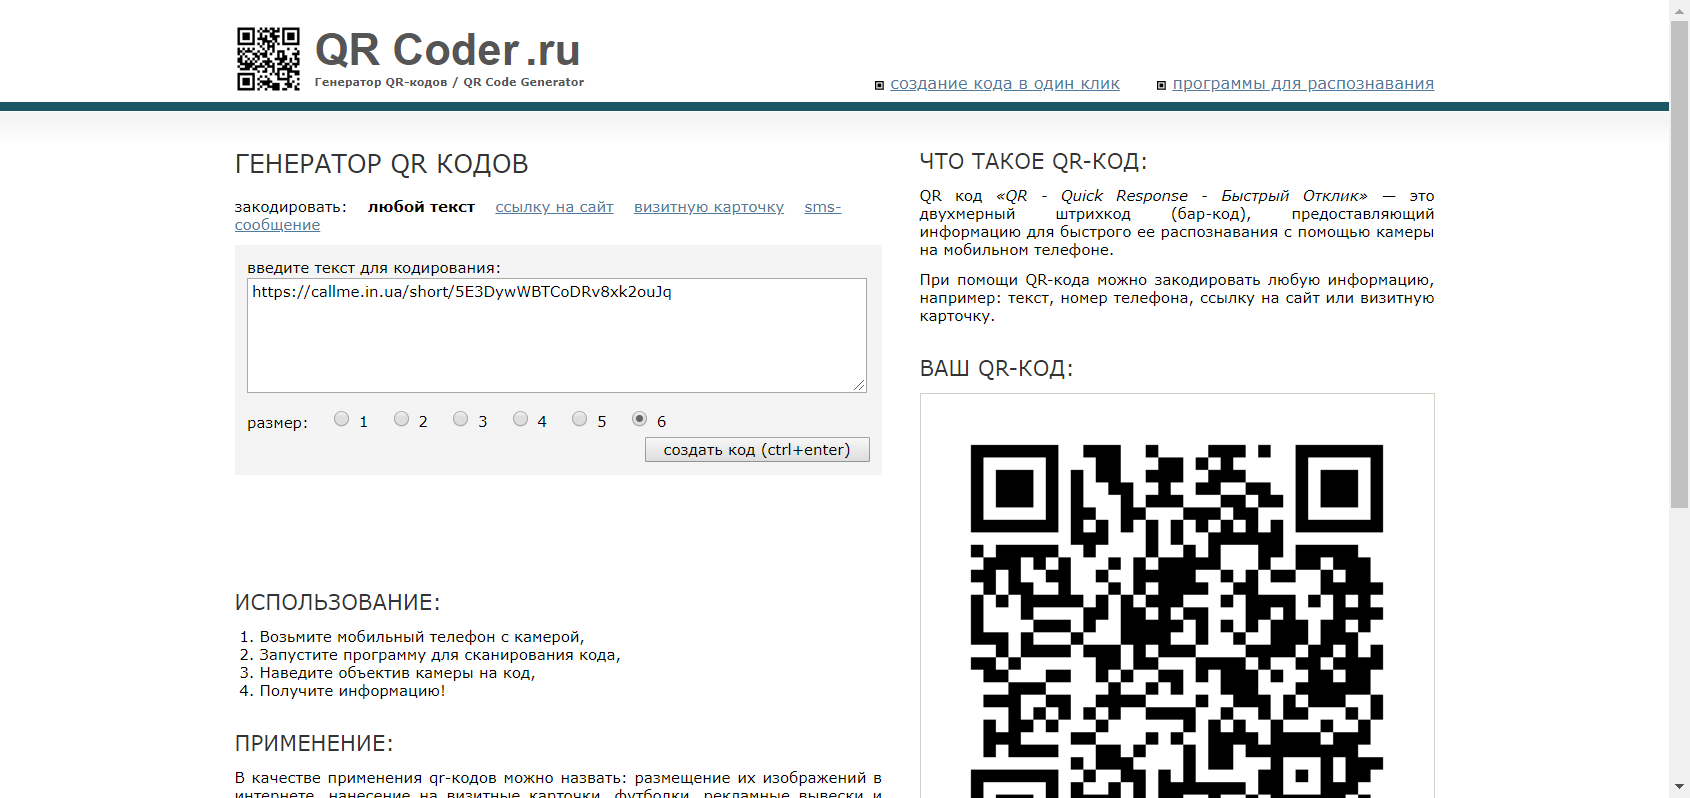 QR Coder.ru
Генератор QR-кодов / QR Code Generator
создание кода в один клик
программы для распознавания
ГЕНЕРАТОР QR КОДОВ
закодировать: любой текст ссылку на сайт визитную карточку sms-
сообщение
введите текст для кодирования:
https://callme.in.ua/short/5E3DywWBTCoDRv8xk2ouJq
размер: 1 2 3 4 5 6
создать код (ctrl+enter)
ИСПОЛЬЗОВАНИЕ:
1. Возьмите мобильный телефон с камерой,
2. Запустите программу для сканирования кода,
3. Наведите объектив камеры на код,
4. Получите информацию!
ПРИМЕНЕНИЕ:
В качестве применения qr-кодов можно назвать: размещение их изображений в
интернете, нанесение на визитные карточки, футболки, рекламные вывески и
ЧТО ТАКОЕ QR-КОД:
QR код «QR - Quick Response - Быстрый Отклик» — это
двухмерный штрихкод (бар-код), предоставляющий
информацию для быстрого ее распознавания с помощью камеры
на мобильном телефоне.
При помощи QR-кода можно закодировать любую информацию,
например: текст, номер телефона, ссылку на сайт или визитную
карточку.
ВАШ QR-КОД: